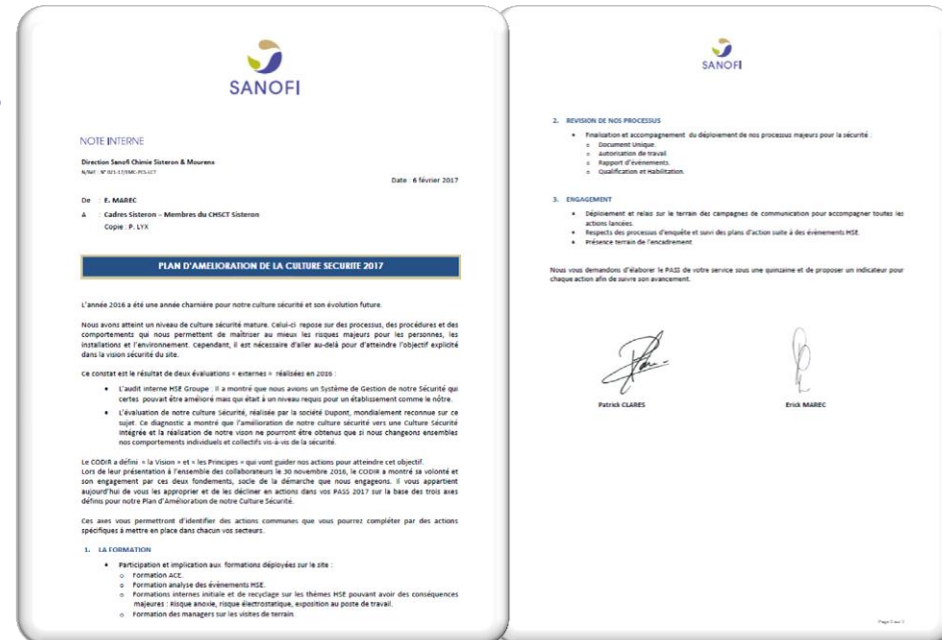 SANOFI
NOTE INTERNE
Direction Sanofi Chimie Sisteron & Mourenx
Date : 6 février 2017
De : E. MAREC
A : Cadres Sisteron – Membres du CHSCT Sisteron
Copie : P. LYX
PLAN D'AMELIORATION DE LA CULTURE SECURITE 2017
L'année 2016 a été une année charnière pour notre culture sécurité et son évolution future.
Nous avons atteint un niveau de culture sécurité mature. Celui-ci repose sur des processus, des procédures et des
comportements qui nous permettent de maîtriser au mieux les risques majeurs pour les personnes, les
installations et l'environnement. Cependant, il est nécessaire d'aller au-delà pour d'atteindre l'objectif explicité
dans la vision sécurité du site.
Ce constat est le résultat de deux évaluations « externes » réalisées en 2016 :
• L'audit interne HSE Groupe : Il a montré que nous avions un Système de Gestion de notre Sécurité qui
certes pouvait être amélioré mais qui était à un niveau requis pour un établissement comme le nôtre.
• L'évaluation de notre culture Sécurité, réalisée par la société Dupont, mondialement reconnue sur ce
sujet. Ce diagnostic a montré que l'amélioration de notre culture sécurité vers une Culture Sécurité
Intégrée et la réalisation de notre vison ne pourront être obtenus que si nous changeons ensembles
nos comportements individuels et collectifs vis-à-vis de la sécurité.
Le CODIR a défini « la Vision » et « les Principes » qui vont guider nos actions pour atteindre cet objectif.
Lors de leur présentation à l'ensemble des collaborateurs le 30 novembre 2016, le CODIR a montré sa volonté et
son engagement par ces deux fondements, socle de la démarche que nous engageons. Il vous appartient
aujourd'hui de vous les approprier et de les décliner en actions dans vos PASS 2017 sur la base des trois axes
définis pour notre Plan d'Amélioration de notre Culture Sécurité.
Ces axes vous permettront d'identifier des actions communes que vous pourrez compléter par des actions
spécifiques à mettre en place dans chacun vos secteurs.
1. LA FORMATION
• Participation et implication aux formations déployées sur le site :
o Formation ACE.
o Formation analyse des évènements HSE.
o Formations internes initiale et de recyclage sur les thèmes HSE pouvant avoir des conséquences
majeures : Risque anoxie, risque électrostatique, exposition au poste de travail.
o Formation des managers sur les visites de terrain.
SANOFI
2. REVISION DE NOS PROCESSUS
• Finalisation et accompagnement du déploiement de nos processus majeurs pour la sécurité :
o Document Unique.
o Autorisation de travail
o Rapport d'évènements.
o Qualification et Habilitation.
3. ENGAGEMENT
• Déploiement et relais sur le terrain des campagnes de communication pour accompagner toutes les
actions lancées.
• Respects des processus d'enquête et suivi des plans d'action suite à des évènements HSE.
• Présence terrain de l'encadrement
Nous vous demandons d'élaborer le PASS de votre service sous une quinzaine et de proposer un indicateur pour
chaque action afin de suivre son avancement.
Patrick CLARES
Erick MAREC